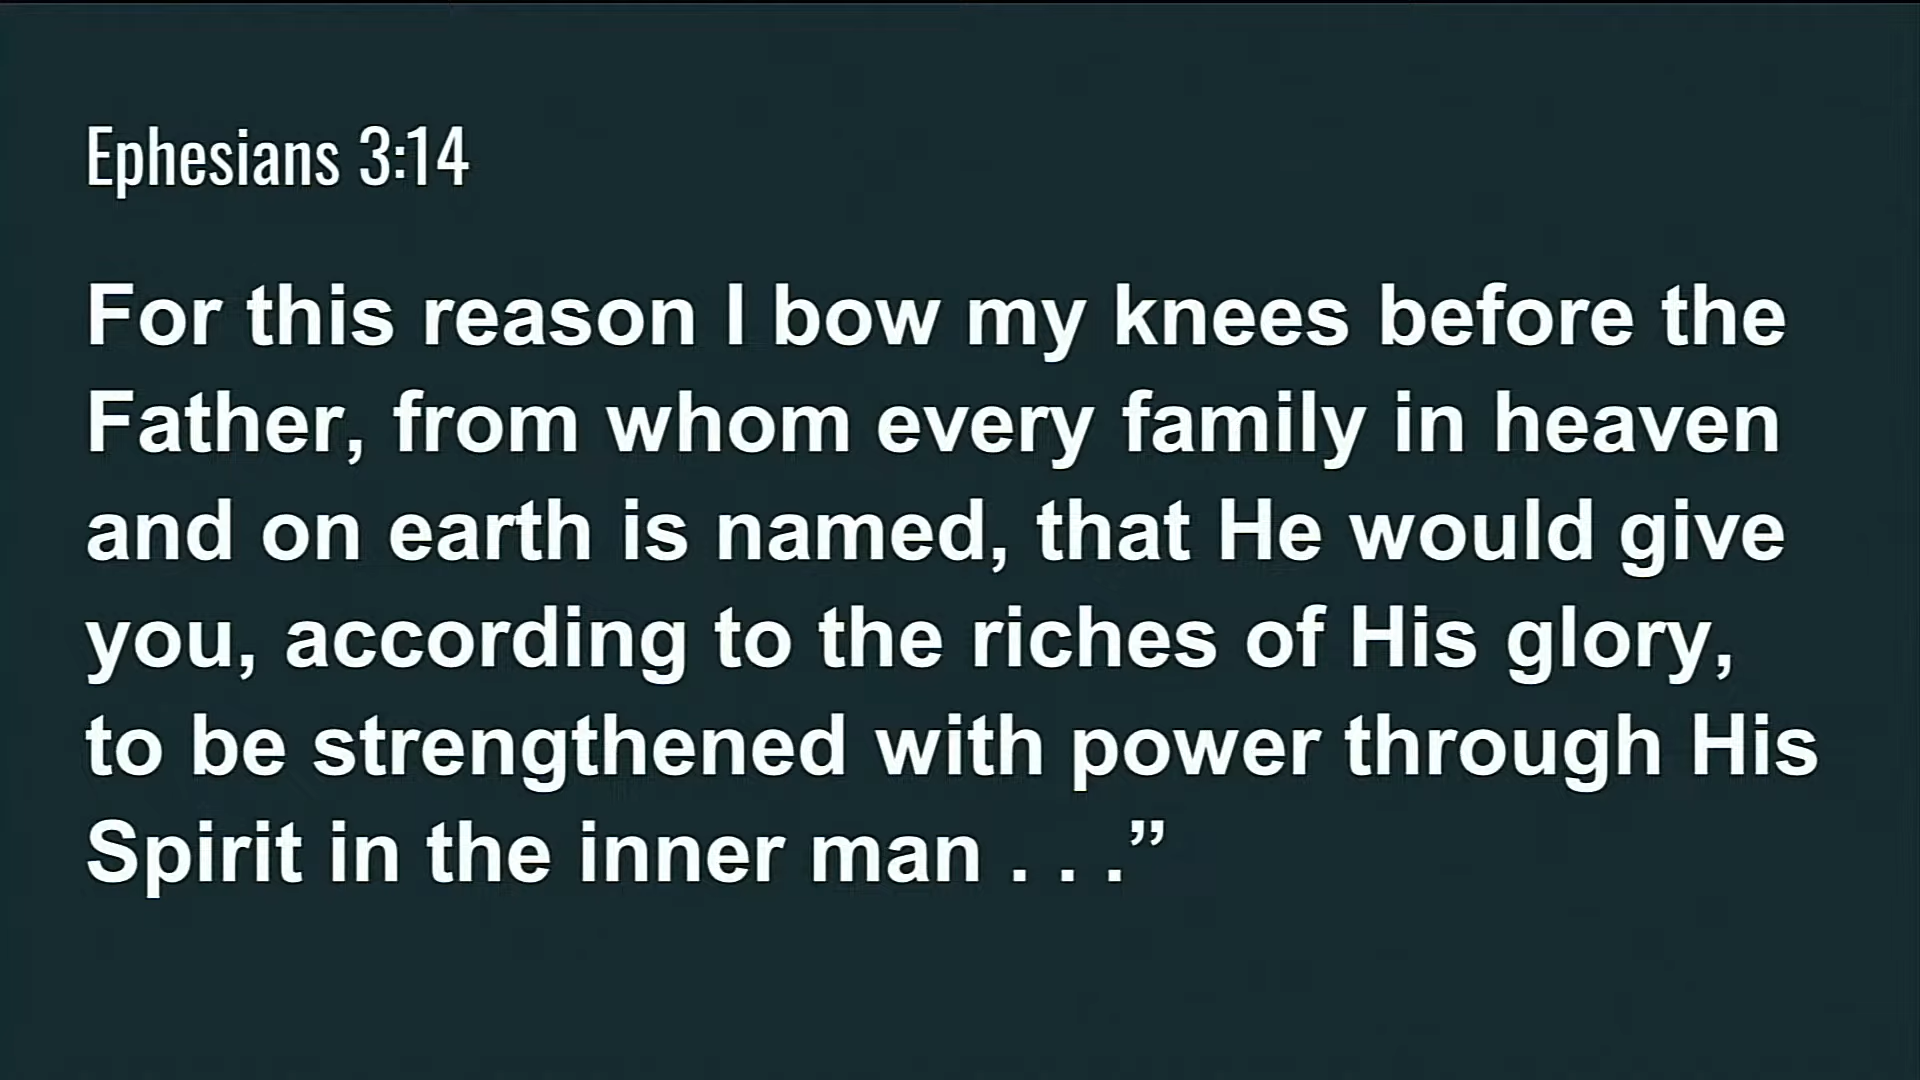 Ephesians 3:14
For this reason I bow my knees before the
Father, from whom every family in heaven
and on earth is named, that He would give
you, according to the riches of His glory,
to be strengthened with power through His
Spirit in the inner man . . .”